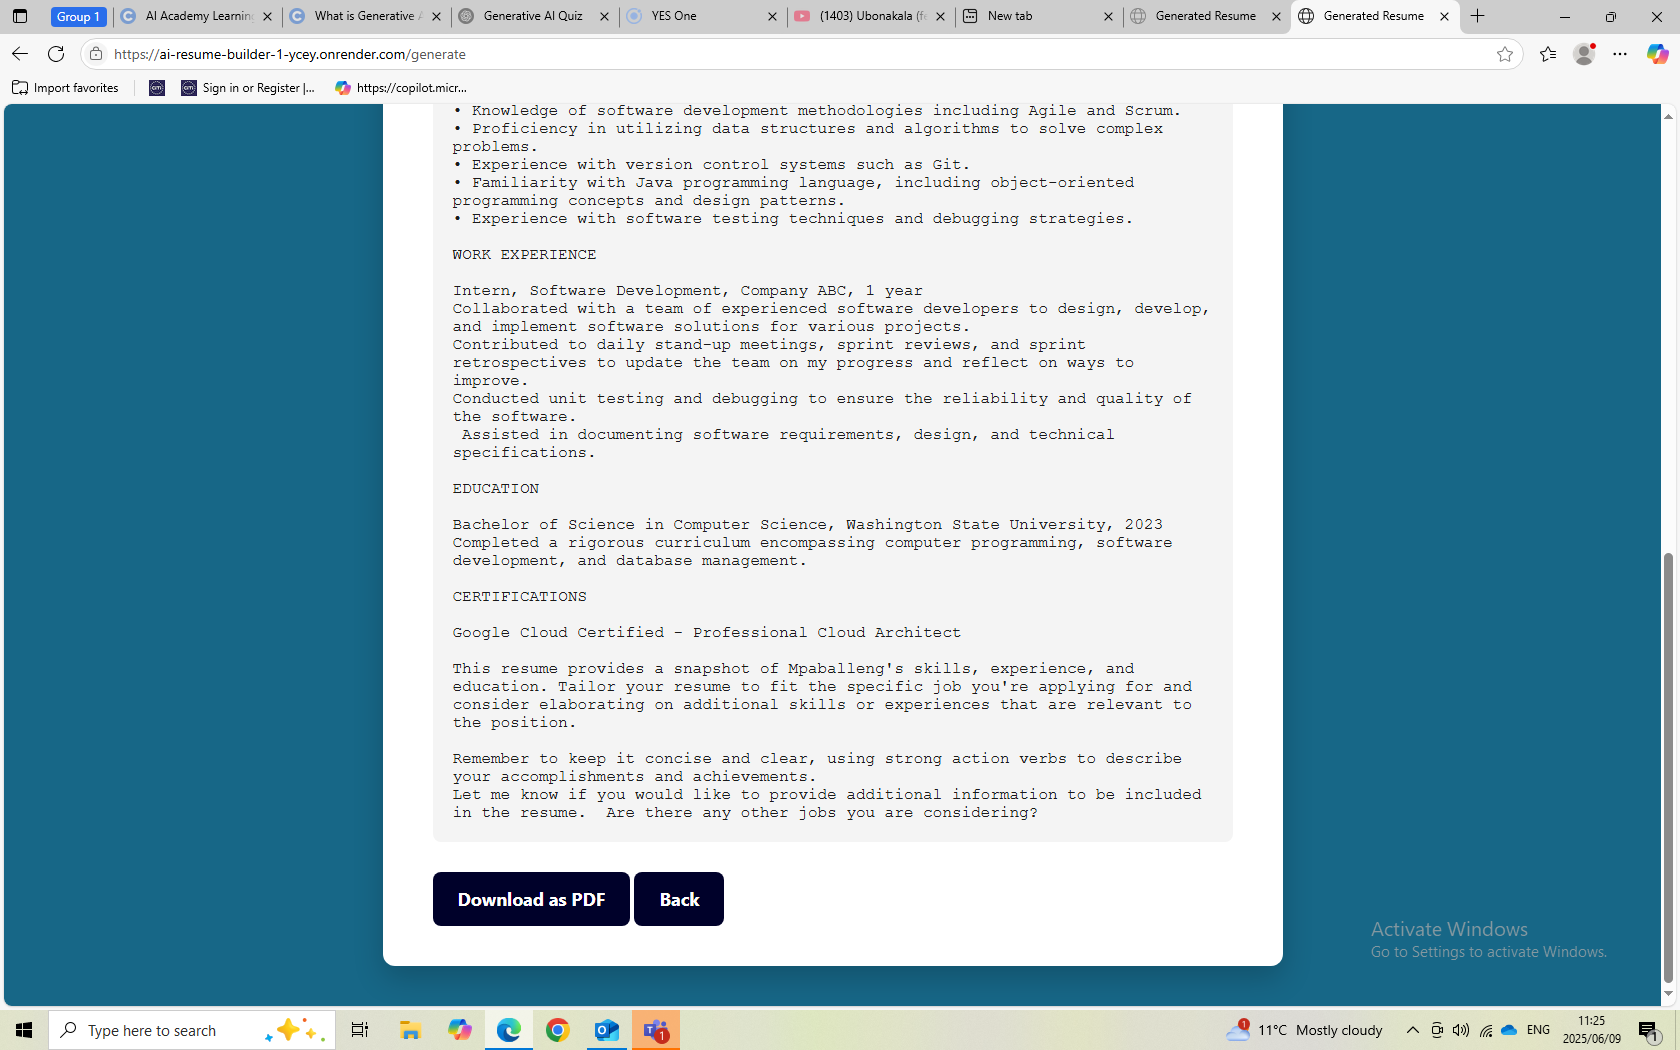 Group 1
AI Academy Learning
What is Generative A
Generative AI Quiz
YES One
(1403) Ubonakala (fe
New tab
Generated Resume
Generated Resume
https://ai-resume-builder-1-ycey.onrender.com/generate
Import favorites
Sign in or Register |...
https://copilot.micr...
• Knowledge of software development methodologies including Agile and Scrum.
• Proficiency in utilizing data structures and algorithms to solve complex
problems.
• Experience with version control systems such as Git.
• Familiarity with Java programming language, including object-oriented
programming concepts and design patterns.
• Experience with software testing techniques and debugging strategies.
WORK EXPERIENCE
Intern, Software Development, Company ABC, 1 year
Collaborated with a team of experienced software developers to design, develop,
and implement software solutions for various projects.
Contributed to daily stand-up meetings, sprint reviews, and sprint
retrospectives to update the team on my progress and reflect on ways to
improve.
Conducted unit testing and debugging to ensure the reliability and quality of
the software.
Assisted in documenting software requirements, design, and technical
specifications.
EDUCATION
Bachelor of Science in Computer Science, Washington State University, 2023
Completed a rigorous curriculum encompassing computer programming, software
development, and database management.
CERTIFICATIONS
Google Cloud Certified - Professional Cloud Architect
This resume provides a snapshot of Mpaballeng's skills, experience, and
education. Tailor your resume to fit the specific job you're applying for and
consider elaborating on additional skills or experiences that are relevant to
the position.
Remember to keep it concise and clear, using strong action verbs to describe
your accomplishments and achievements.
Let me know if you would like to provide additional information to be included
in the resume.  Are there any other jobs you are considering?
Download as PDF
Back
Activate Windows
Go to Settings to activate Windows.
Type here to search
1
1
11°C Mostly cloudy
ENG
11:25
2025/06/09
1